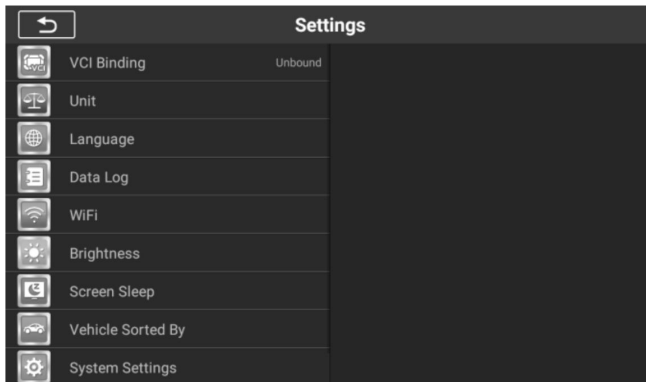 Settings
VCI Binding Unbound
Unit
Language
Data Log
WiFi
Brightness
Screen Sleep
Vehicle Sorted By
System Settings